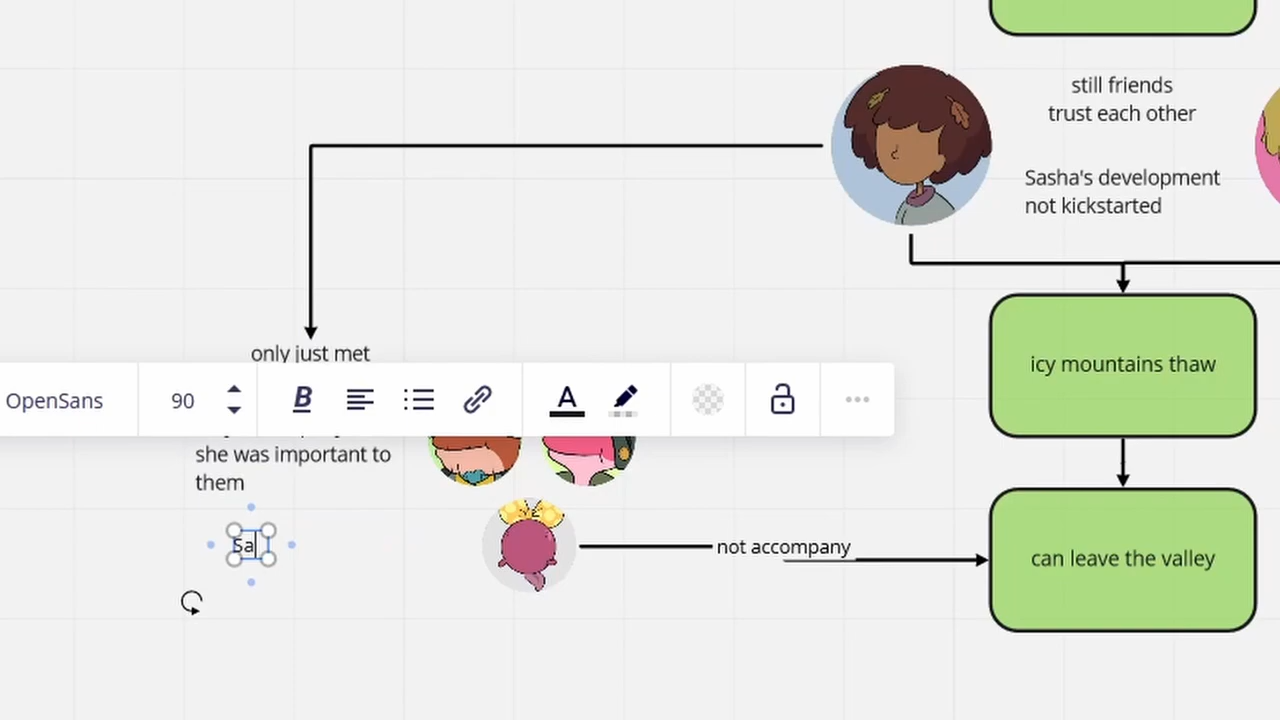 still friends
trust each other
Sasha's development
not kickstarted
only just met
OpenSans
90
B
A
she was important to
them
Sa
not accompany
icy mountains thaw
can leave the valley